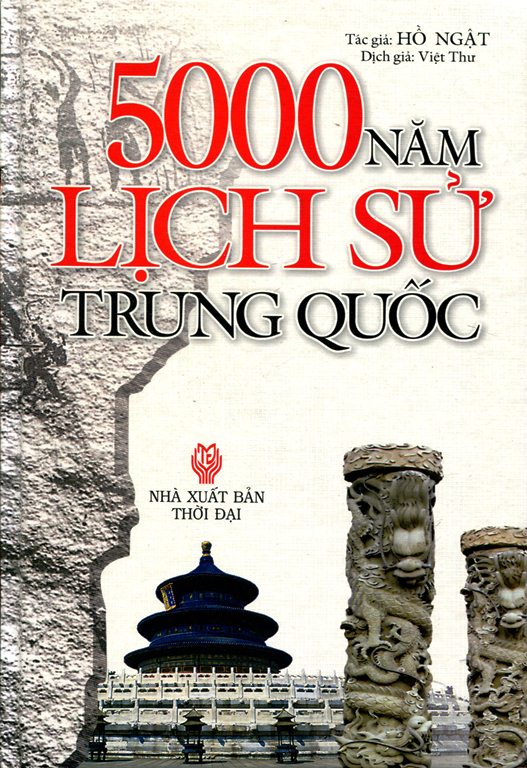 Tác giả: HỒ NGẬT
Dịch giả: Việt Thư
5000 NĂM
LỊCH SỬ
TRUNG QUỐC
NHÀ XUẤT BẢN
THỜI ĐẠI